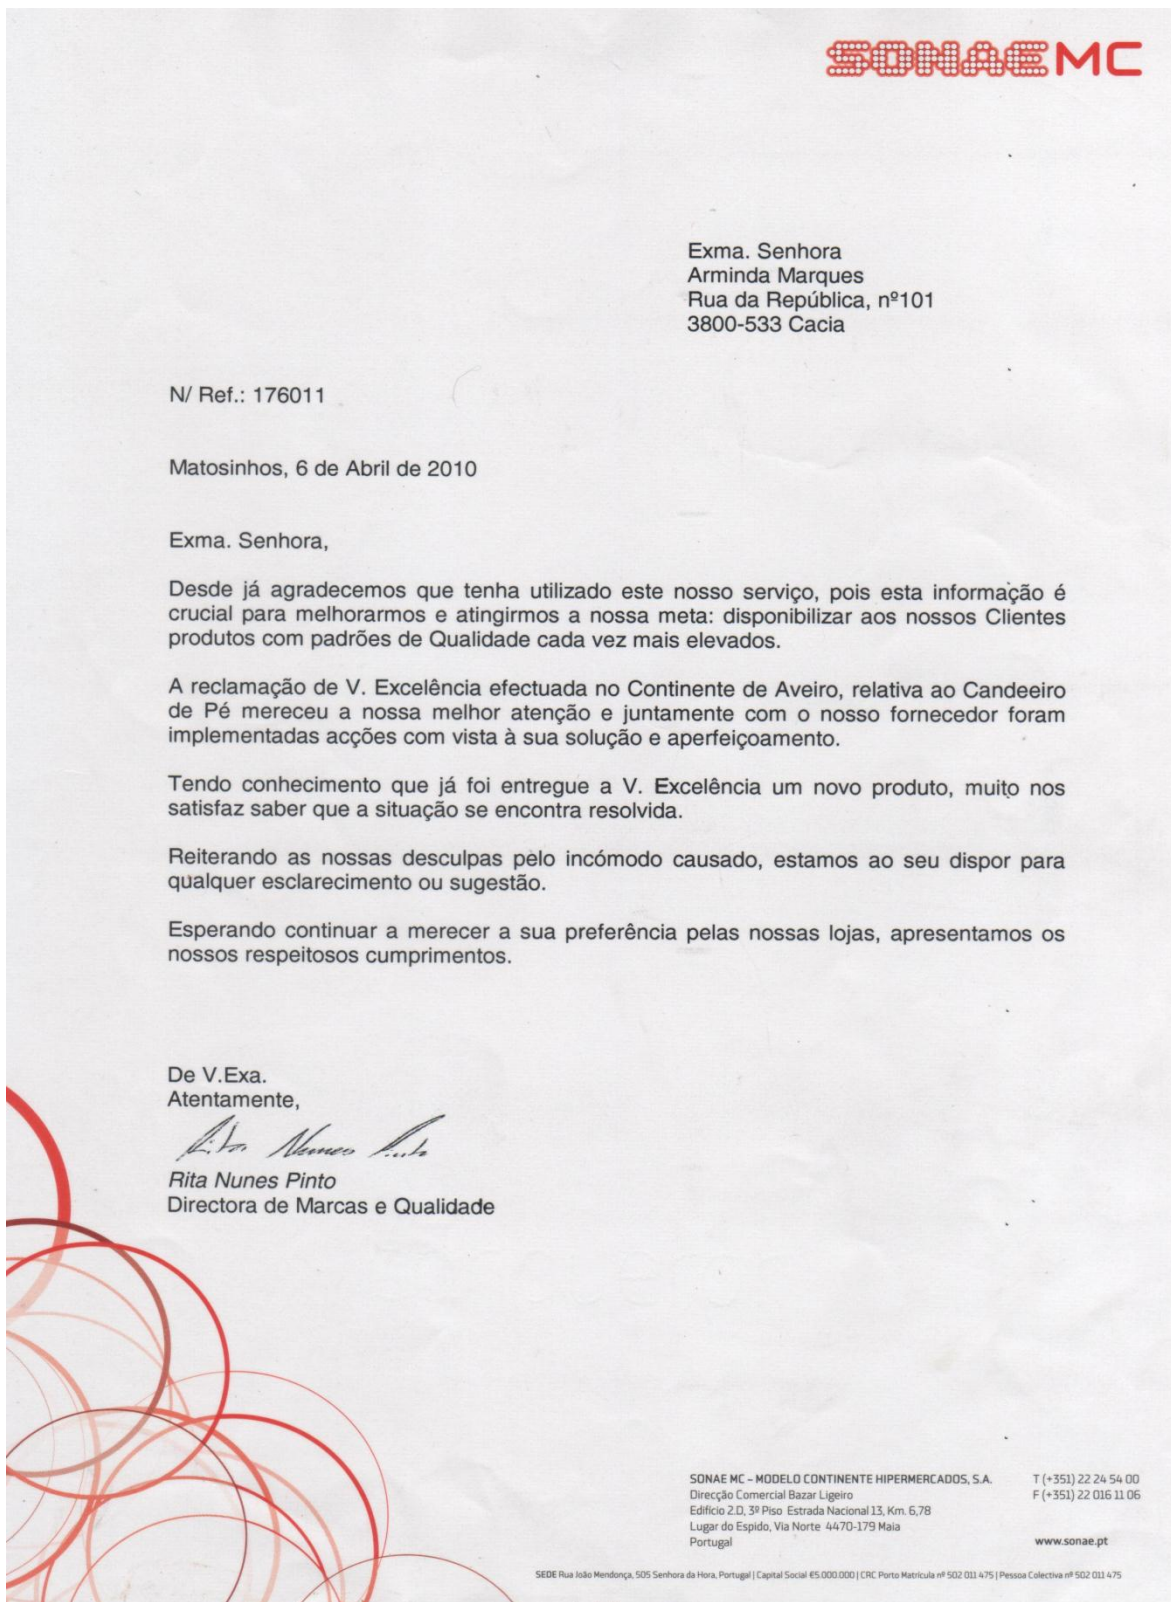 SONAE MC
Exma. Senhora
Arminda Marques
Rua da República, nº101
3800-533 Cacia
N/ Ref.: 176011
Matosinhos, 6 de Abril de 2010
Exma. Senhora,
Desde já agradecemos que tenha utilizado este nosso serviço, pois esta informação é
crucial para melhorarmos e atingirmos a nossa meta: disponibilizar aos nossos Clientes
produtos com padrões de Qualidade cada vez mais elevados.
A reclamação de V. Excelência efectuada no Continente de Aveiro, relativa ao Candeeiro
de Pé mereceu a nossa melhor atenção e juntamente com o nosso fornecedor foram
implementadas acções com vista à sua solução e aperfeiçoamento.
Tendo conhecimento que já foi entregue a V. Excelência um novo produto, muito nos
satisfaz saber que a situação se encontra resolvida.
Reiterando as nossas desculpas pelo incómodo causado, estamos ao seu dispor para
qualquer esclarecimento ou sugestão.
Esperando continuar a merecer a sua preferência pelas nossas lojas, apresentamos os
nossos respeitosos cumprimentos.
De V.Exa.
Atentamente,
Rita Nunes Pinto
Rita Nunes Pinto
Directora de Marcas e Qualidade
SONAE MC – MODELO CONTINENTE HIPERMERCADOS, S.A. T (+351) 22 24 54 00
Direcção Comercial Bazar Ligeiro F (+351) 22 016 11 06
Edifício 2.D, 3º Piso Estrada Nacional 13, Km. 6,78
Lugar do Espido, Via Norte 4470-179 Maia
Portugal www.sonae.pt
SEDE Rua João Mendonça, 505 Senhora da Hora, Portugal | Capital Social €5.000.000 | CRC Porto Matrícula nº 502 011 475 | Pessoa Colectiva nº 502 011 475